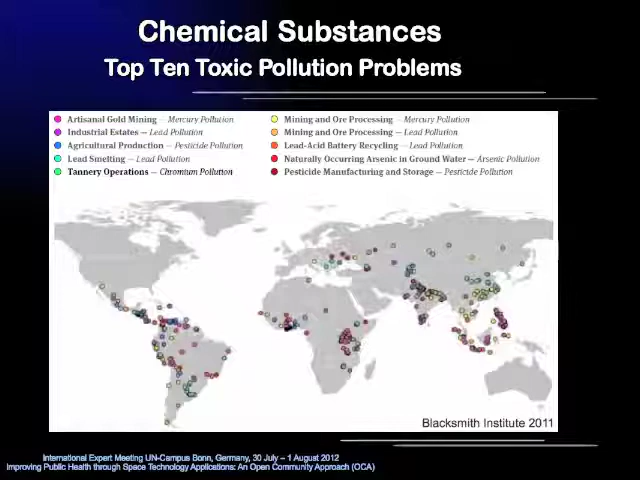 Chemical Substances
Top Ten Toxic Pollution Problems
Artisanal Gold Mining — Mercury Pollution
Industrial Estates — Lead Pollution
Agricultural Production — Pesticide Pollution
Lead Smelting — Lead Pollution
Tannery Operations — Chromium Pollution
Mining and Ore Processing — Mercury Pollution
Mining and Ore Processing — Lead Pollution
Lead-Acid Battery Recycling — Lead Pollution
Naturally Occurring Arsenic in Ground Water — Arsenic Pollution
Pesticide Manufacturing and Storage — Pesticide Pollution
Blacksmith Institute 2011
International Expert Meeting UN-Campus Bonn, Germany, 30 July – 1 August 2012
Improving Public Health through Space Technology Applications: An Open Community Approach (OCA)